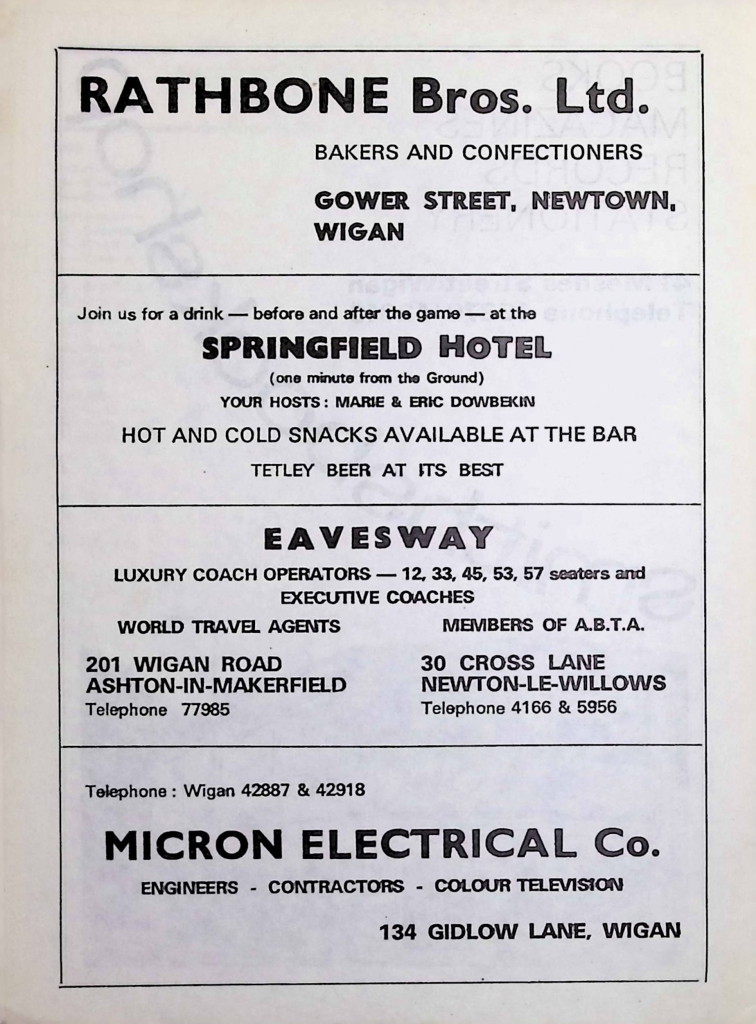 RATHBONE Bros. Ltd.
BAKERS AND CONFECTIONERS
GOWER STREET, NEWTOWN,
WIGAN
Join us for a drink — before and after the game — at the
SPRINGFIELD HOTEL
(one minute from the Ground)
YOUR HOSTS: MARIE & ERIC DOWBEKIN
HOT AND COLD SNACKS AVAILABLE AT THE BAR
TETLEY BEER AT ITS BEST
EAVESWAY
LUXURY COACH OPERATORS — 12, 33, 45, 53, 57 seaters and
EXECUTIVE COACHES
WORLD TRAVEL AGENTS
MEMBERS OF A.B.T.A.
201 WIGAN ROAD
ASHTON-IN-MAKERFIELD
Telephone 77985
30 CROSS LANE
NEWTON-LE-WILLOWS
Telephone 4166 & 5956
Telephone: Wigan 42887 & 42918
MICRON ELECTRICAL Co.
ENGINEERS - CONTRACTORS - COLOUR TELEVISION
134 GIDLOW LANE, WIGAN